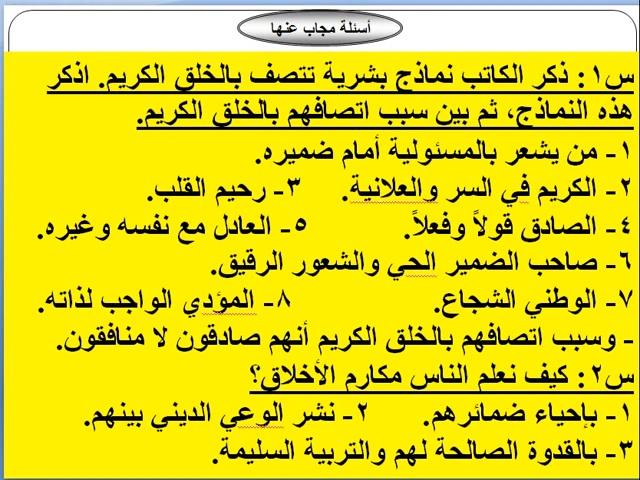 أسئلة مجاب عنها
س١: ذكر الكاتب نماذج بشرية تتصف بالخلق الكريم. اذكر
هذه النماذج، ثم بين سبب اتصافهم بالخلق الكريم.
١- من يشعر بالمسئولية أمام ضميره.
٢- الكريم في السر والعلانية. ٣- رحيم القلب.
٤- الصادق قولاً وفعلاً. ٥- العادل مع نفسه وغيره.
٦- صاحب الضمير الحي والشعور الرقيق.
٧- الوطني الشجاع. ٨- المؤدي الواجب لذاته.
- وسبب اتصافهم بالخلق الكريم أنهم صادقون لا منافقون.
س٢: كيف نعلم الناس مكارم الأخلاق؟
١- بإحياء ضمائرهم. ٢- نشر الوعي الديني بينهم.
٣- بالقدوة الصالحة لهم والتربية السليمة.